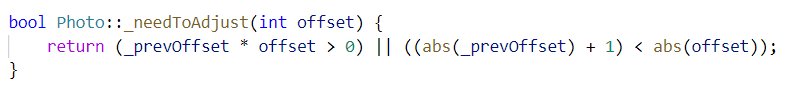 bool Photo::_needToAdjust(int offset) {
    return (_prevOffset * offset > 0) || ((abs(_prevOffset) + 1) < abs(offset));
}